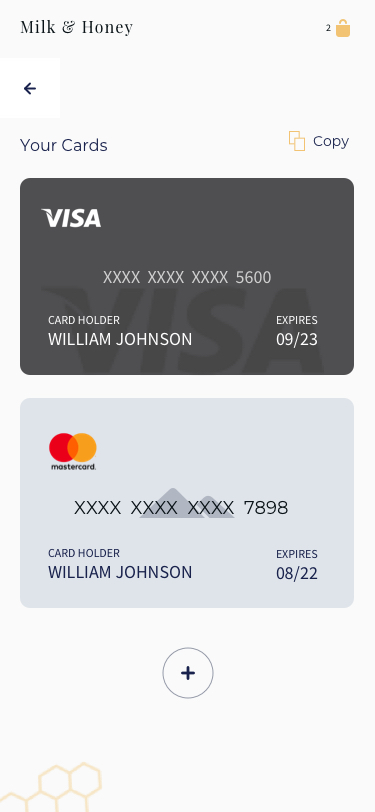 Milk & Honey
2
Your Cards
Copy
VISA
XXXX XXXX XXXX 5600
CARD HOLDER
EXPIRES
WILLIAM JOHNSON
09/23
VISA
mastercard.
XXXX XXXX XXXX 7898
CARD HOLDER
EXPIRES
WILLIAM JOHNSON
08/22